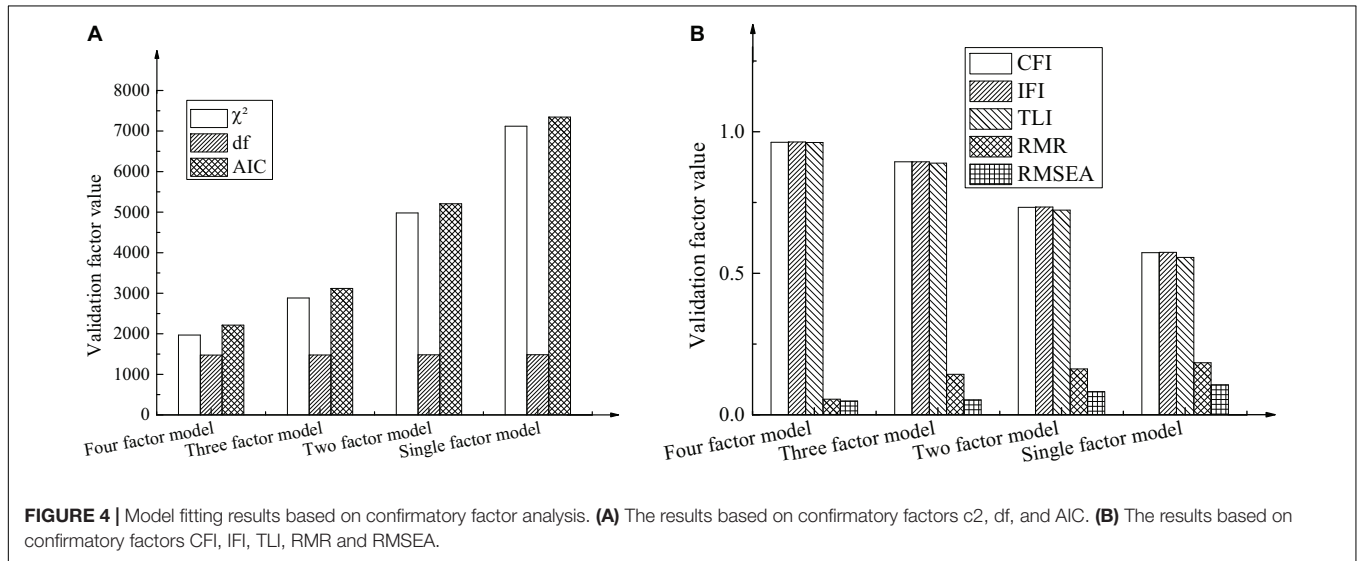 A
Validation factor value
8000
7000
6000
5000
4000
3000
2000
1000
0
χ²
df
AIC
Four factor model
Three factor model
Two factor model
Single factor model
B
Validation factor value
1.0
0.5
0.0
CFI
IFI
TLI
RMR
RMSEA
Four factor model
Three factor model
Two factor model
Single factor model
FIGURE 4 | Model fitting results based on confirmatory factor analysis. (A) The results based on confirmatory factors c2, df, and AIC. (B) The results based on
confirmatory factors CFI, IFI, TLI, RMR and RMSEA.